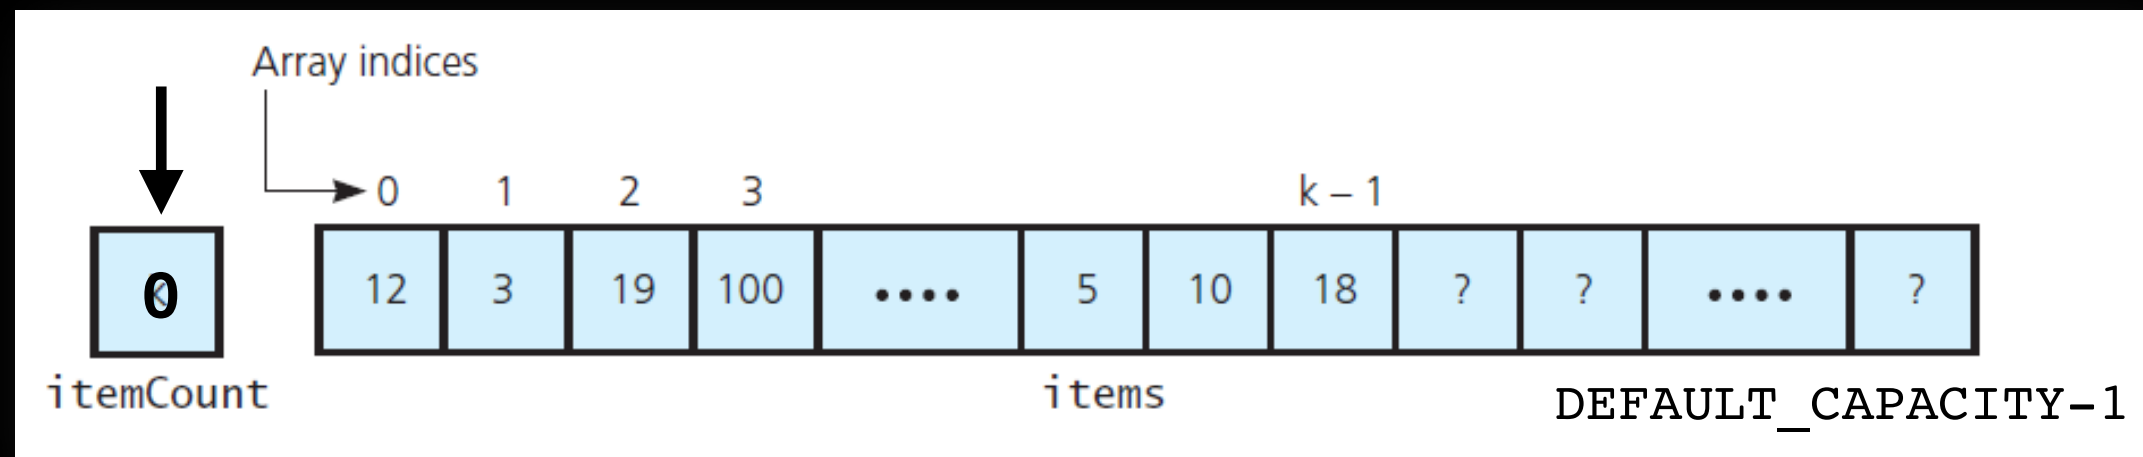 Array indices
0 1 2 3 k – 1
0 12 3 19 100 •••• 5 10 18 ? ? •••• ?
itemCount items DEFAULT_CAPACITY-1